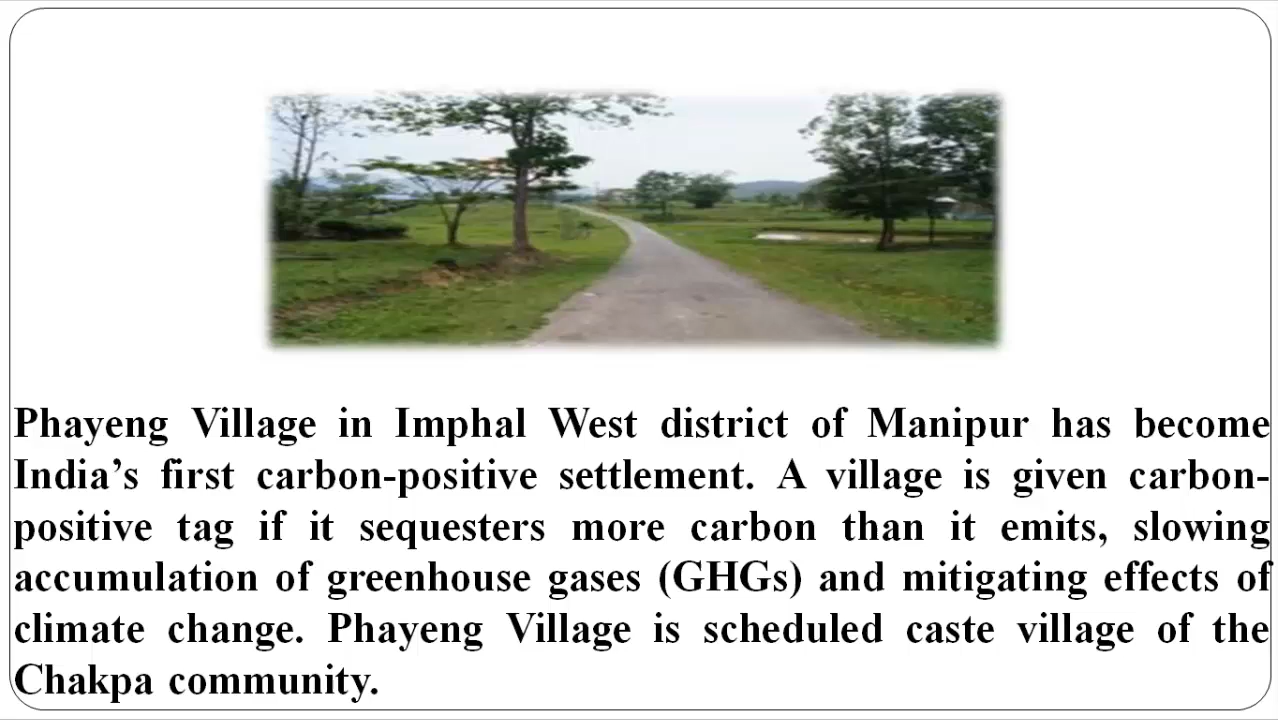 Phayeng Village in Imphal West district of Manipur has become
India’s first carbon-positive settlement. A village is given carbon-
positive tag if it sequesters more carbon than it emits, slowing
accumulation of greenhouse gases (GHGs) and mitigating effects of
climate change. Phayeng Village is scheduled caste village of the
Chakpa community.